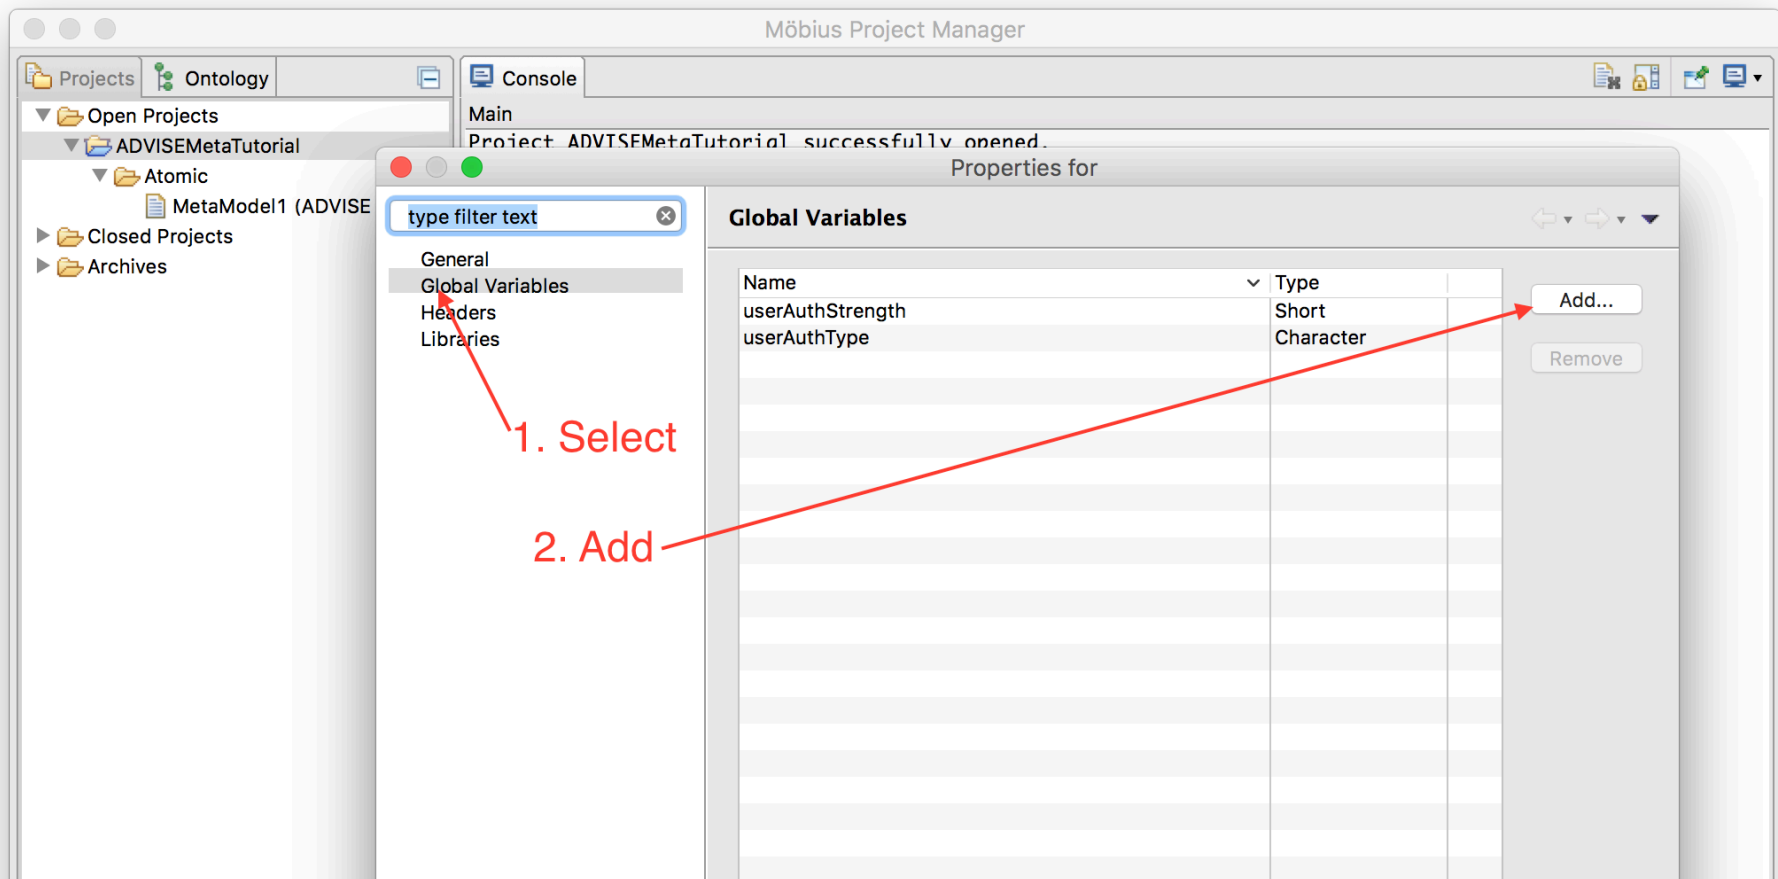 Möbius Project Manager
Projects
Ontology
Console
Open Projects
ADVISEMetaTutorial
Atomic
MetaModel1 (ADVISE
Closed Projects
Archives
Main
Project ADVISEMetaTutorial successfully opened.
Properties for
type filter text
General
Global Variables
Headers
Libraries
Global Variables
Name Type
userAuthStrength Short
userAuthType Character
Add...
Remove
1. Select
2. Add